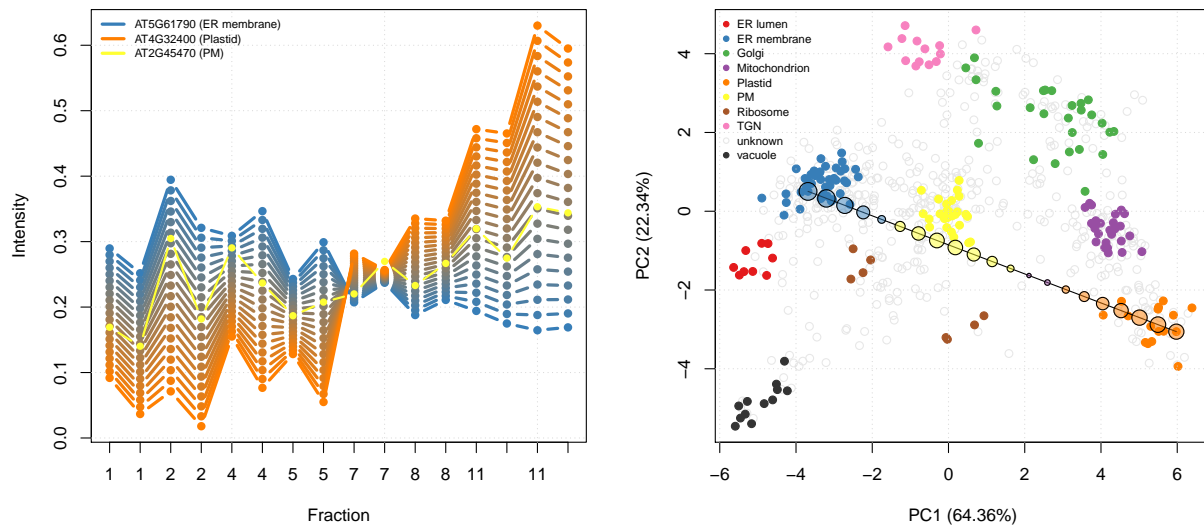 AT5G61790 (ER membrane)
AT4G32400 (Plastid)
AT2G45470 (PM)
Intensity
0.6
0.5
0.4
0.3
0.2
0.1
0.0
1 1 2 2 4 4 5 5 7 7 8 8 11 11
Fraction
ER lumen
ER membrane
Golgi
Mitochondrion
Plastid
PM
Ribosome
TGN
unknown
vacuole
PC2 (22.34%)
4
2
0
−2
−4
−6 −4 −2 0 2 4 6
PC1 (64.36%)